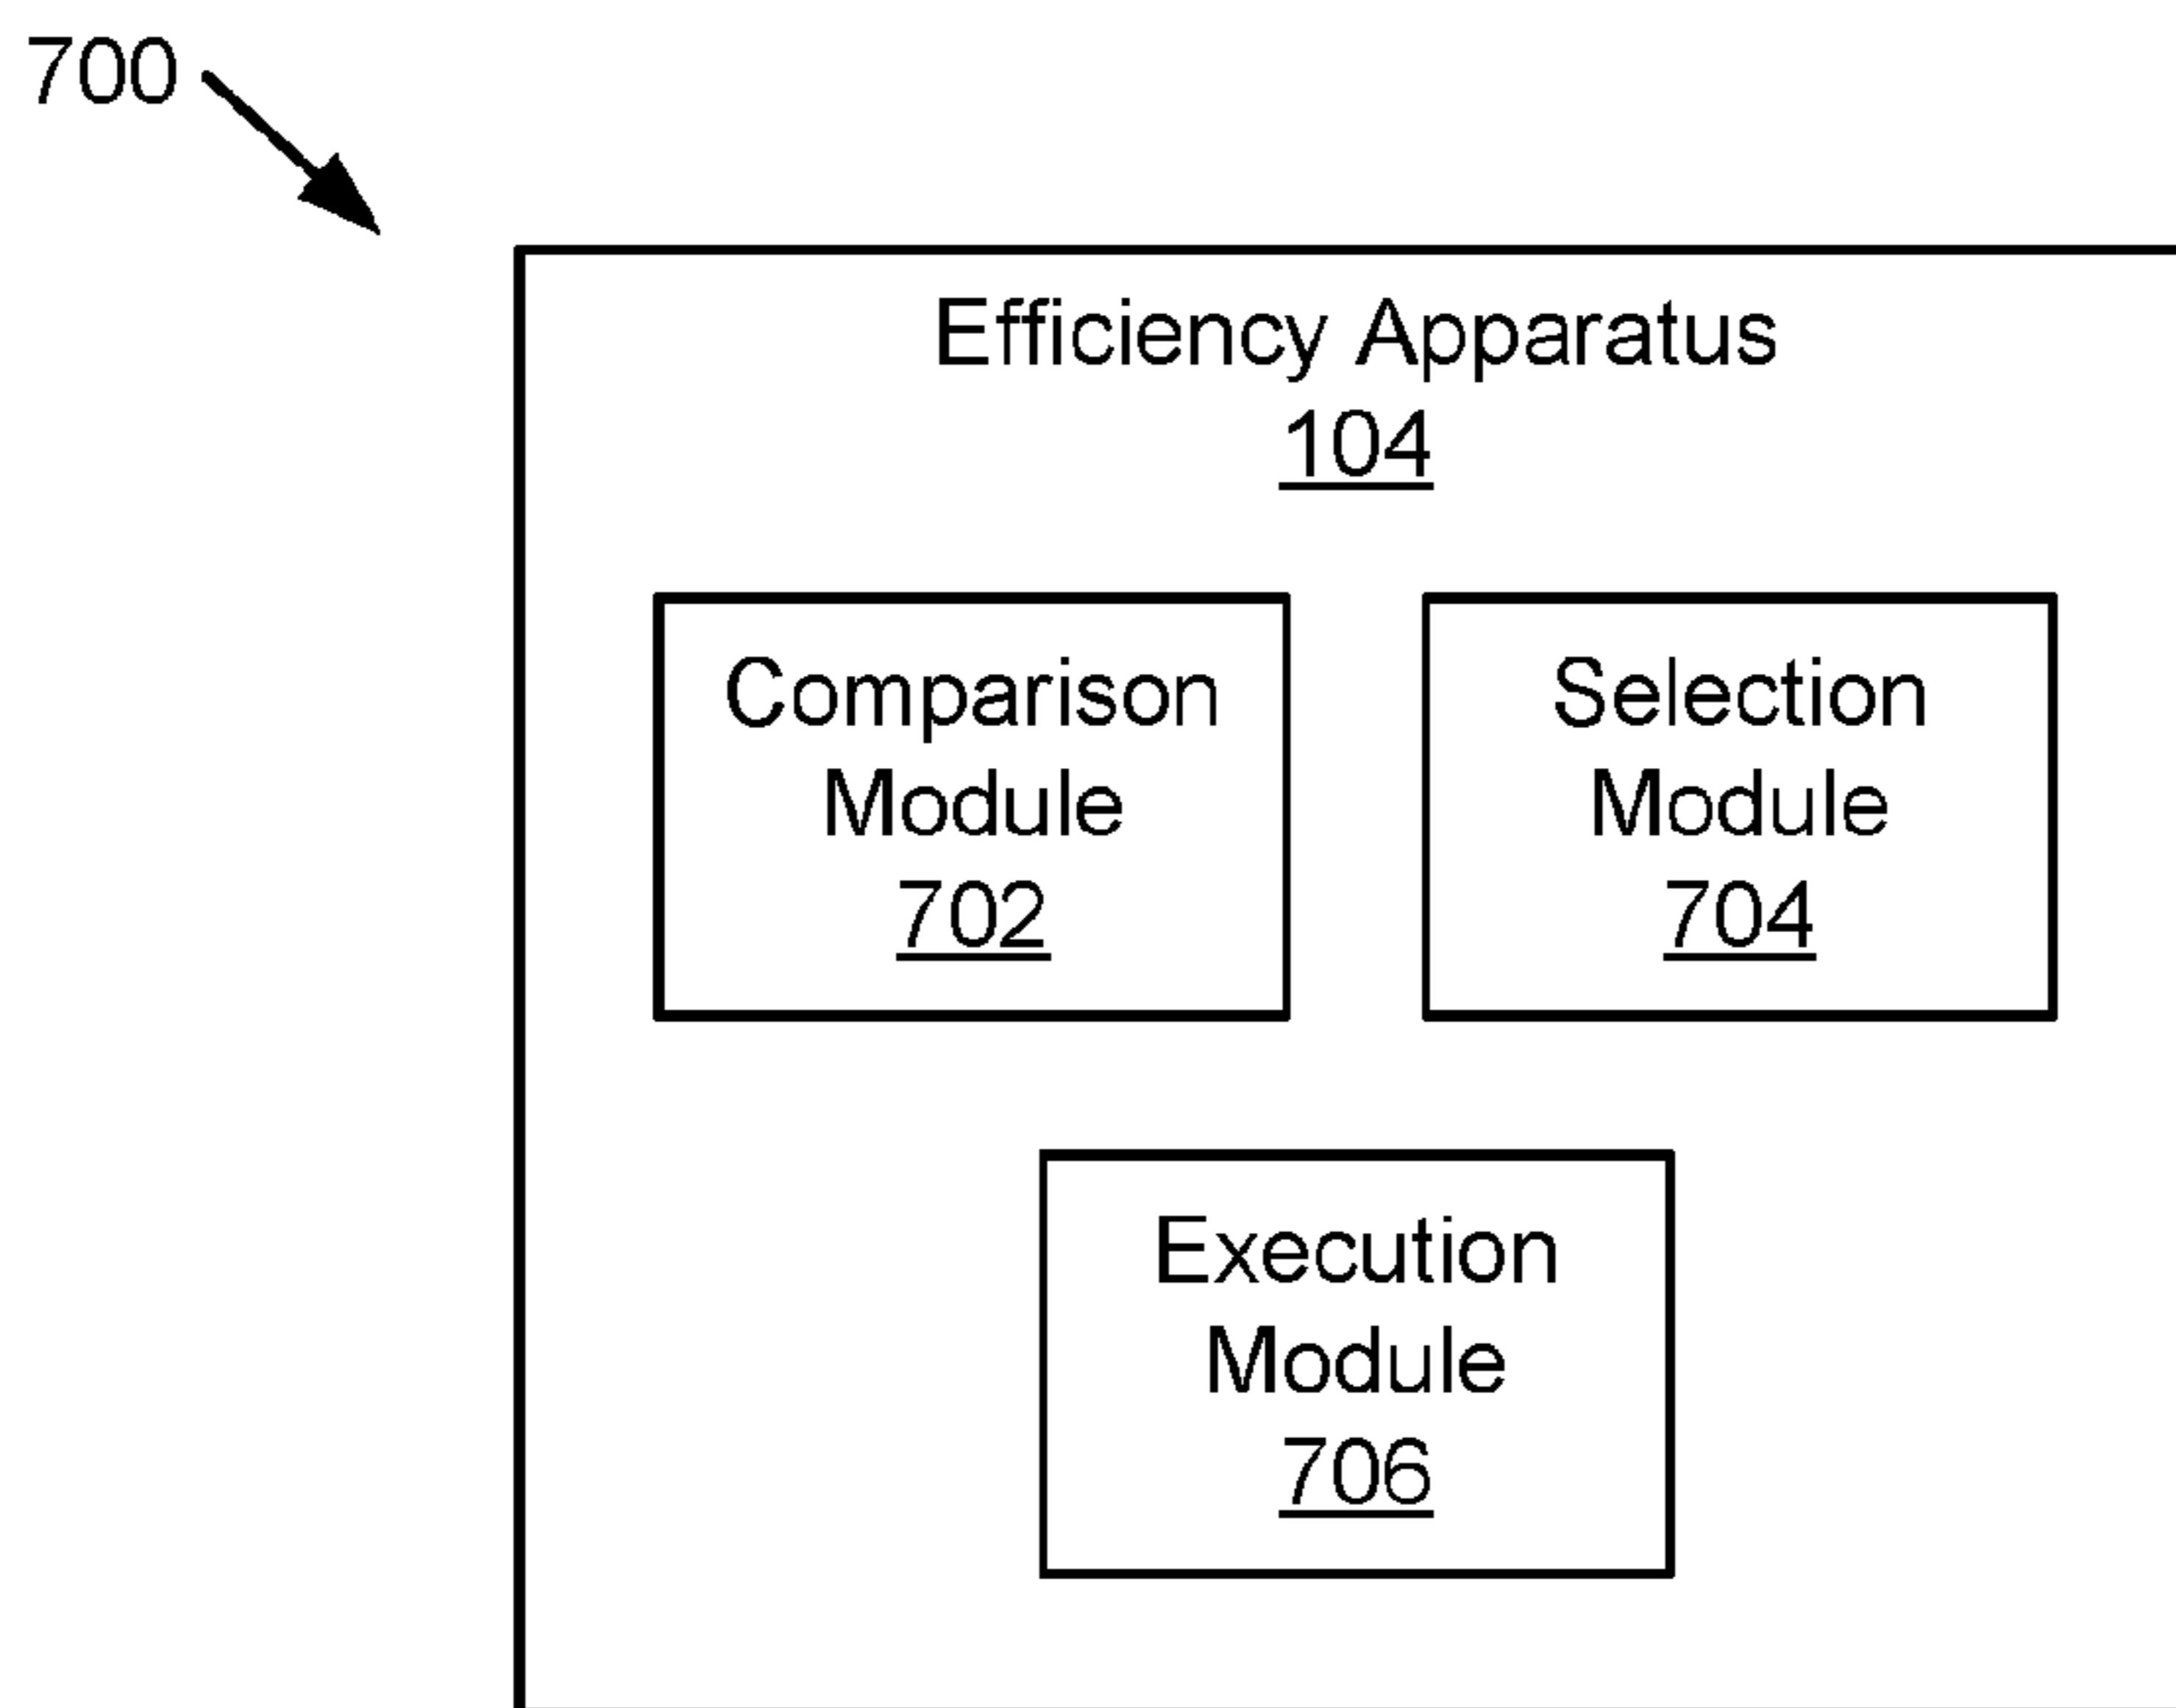 700
Efficiency Apparatus
104
Comparison
Module
702
Selection
Module
704
Execution
Module
706